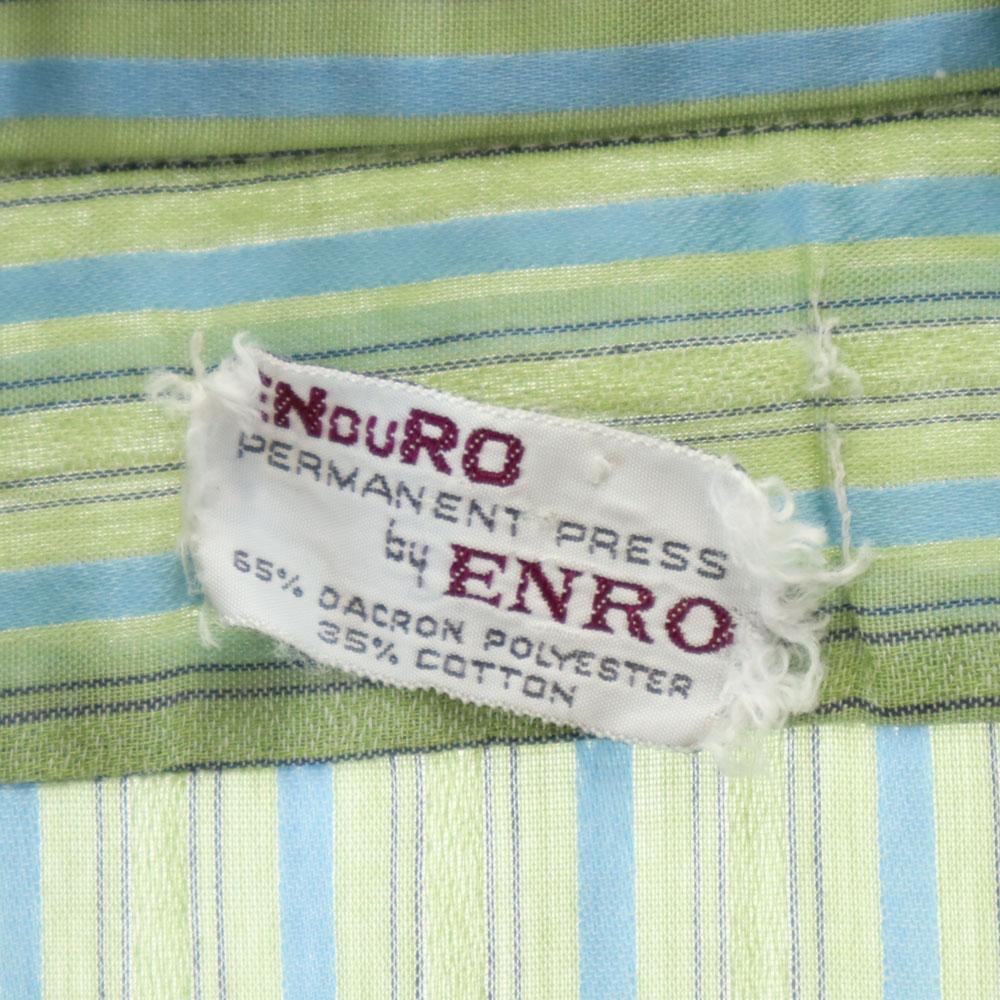 ENDURO
PERMANENT PRESS
by ENRO
65% DACRON POLYESTER
35% COTTON